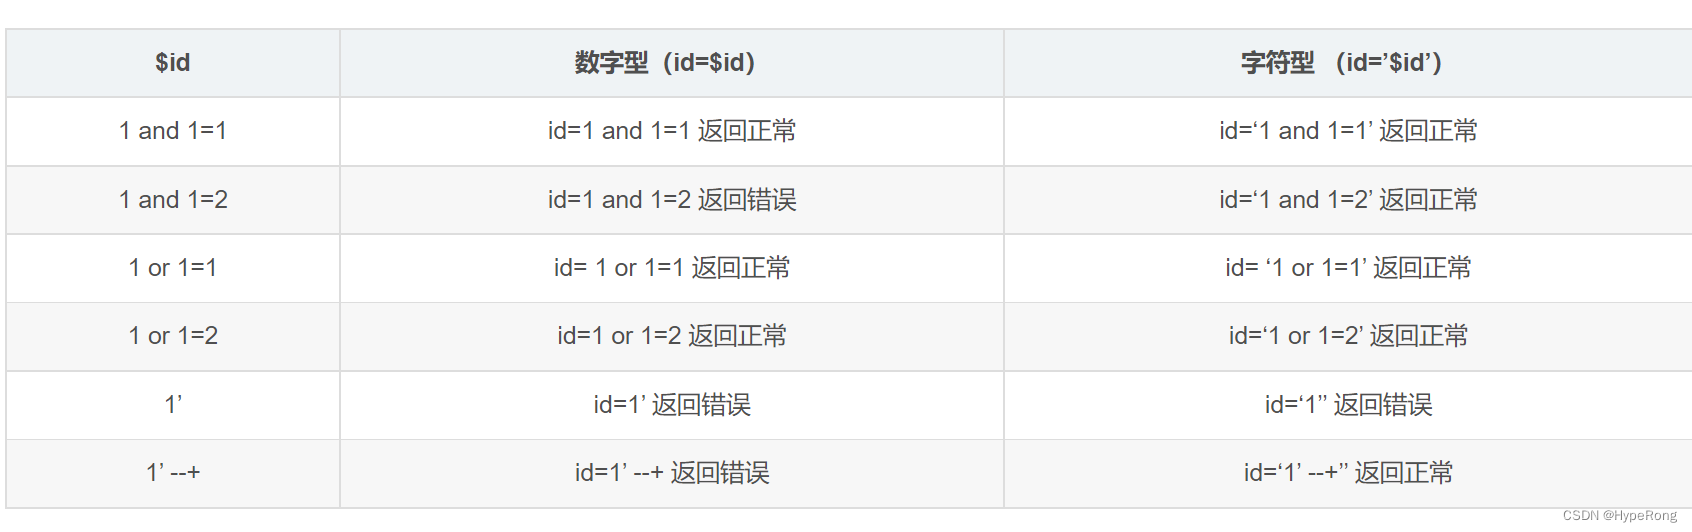 $id 数字型（id=$id） 字符型 （id=’$id’）
1 and 1=1 id=1 and 1=1 返回正常 id=‘1 and 1=1’ 返回正常
1 and 1=2 id=1 and 1=2 返回错误 id=‘1 and 1=2’ 返回正常
1 or 1=1 id= 1 or 1=1 返回正常 id= ‘1 or 1=1’ 返回正常
1 or 1=2 id=1 or 1=2 返回正常 id=‘1 or 1=2’ 返回正常
1’ id=1’ 返回错误 id=‘1’’ 返回错误
1’ --+ id=1’ --+ 返回错误 id=‘1’ --+’’ 返回正常
CSDN @HypeRong